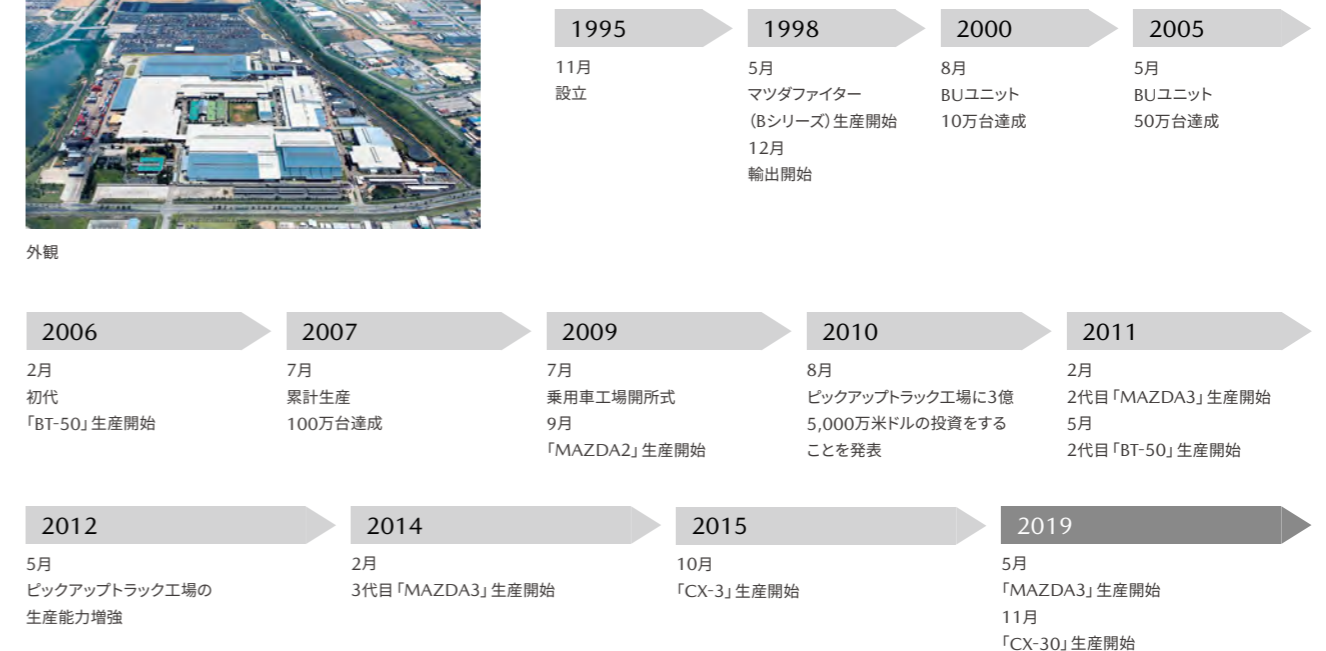 1995
11月
設立
1998
5月
マツダファイター
（Bシリーズ）生産開始
12月
輸出開始
2000
8月
BUユニット
10万台達成
2005
5月
BUユニット
50万台達成
外観
2006
2月
初代
「BT-50」生産開始
2007
7月
累計生産
100万台達成
2009
7月
乗用車工場開所式
9月
「MAZDA2」生産開始
2010
8月
ピックアップトラック工場に3億
5,000万米ドルの投資をする
ことを発表
2011
2月
2代目「MAZDA3」生産開始
5月
2代目「BT-50」生産開始
2012
5月
ピックアップトラック工場の
生産能力増強
2014
2月
3代目「MAZDA3」生産開始
2015
10月
「CX-3」生産開始
2019
5月
「MAZDA3」生産開始
11月
「CX-30」生産開始